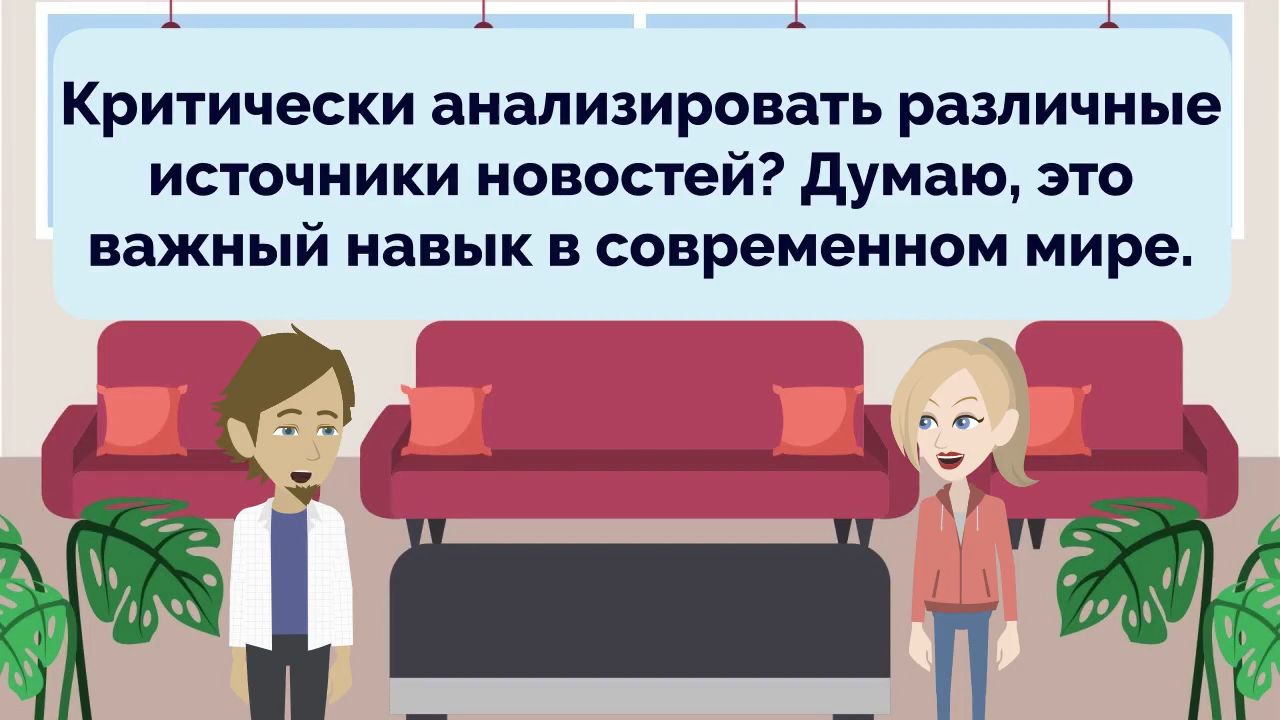 Критически анализировать различные
источники новостей? Думаю, это
важный навык в современном мире.